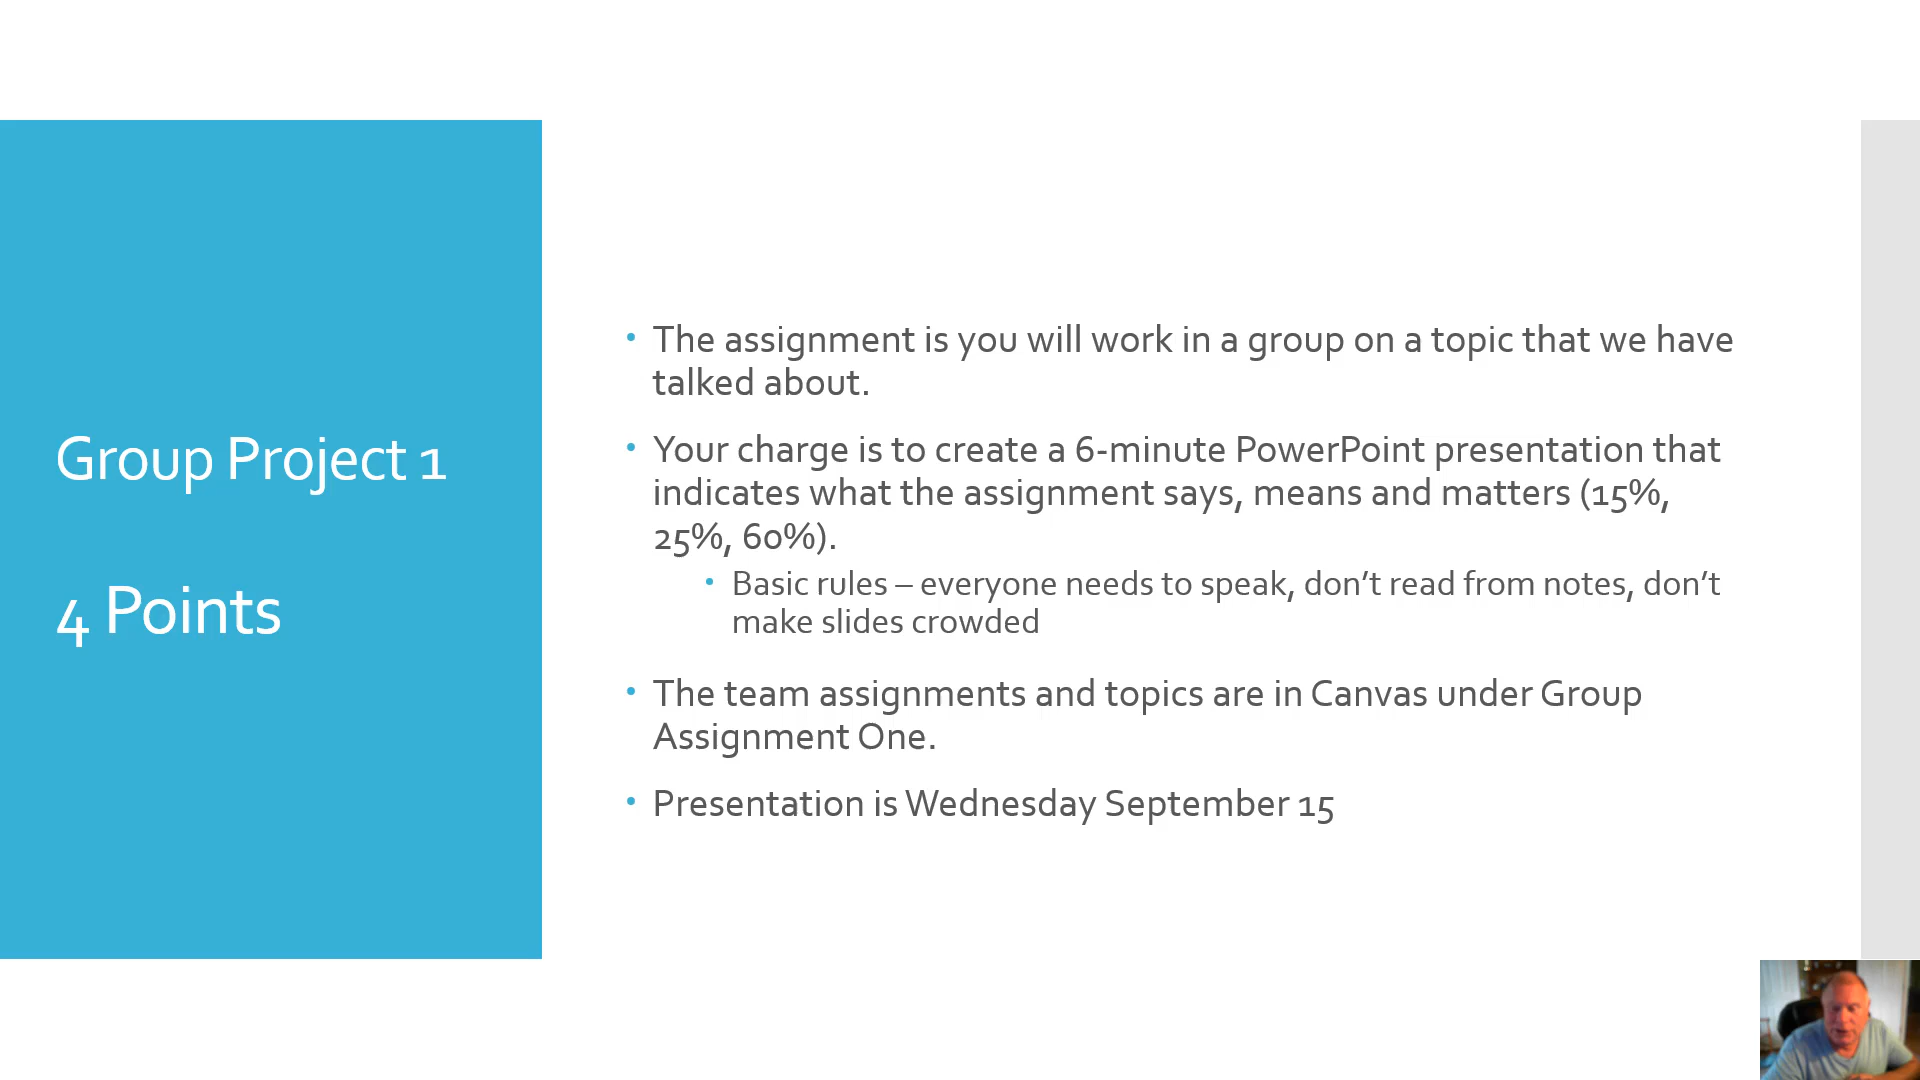 Group Project 1
4 Points
The assignment is you will work in a group on a topic that we have
talked about.
Your charge is to create a 6-minute PowerPoint presentation that
indicates what the assignment says, means and matters (15%,
25%, 60%).
Basic rules – everyone needs to speak, don’t read from notes, don’t
make slides crowded
The team assignments and topics are in Canvas under Group
Assignment One.
Presentation is Wednesday September 15